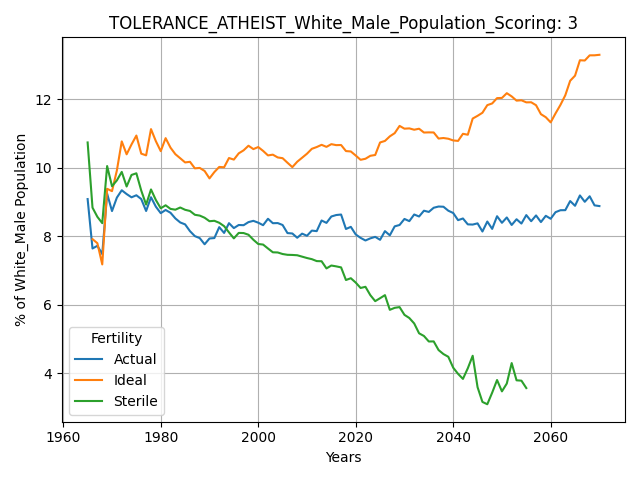 TOLERANCE_ATHEIST_White_Male_Population_Scoring: 3
% of White_Male Population
12
10
8
6
4
Fertility
Actual
Ideal
Sterile
1960
1980
2000
2020
2040
2060
Years